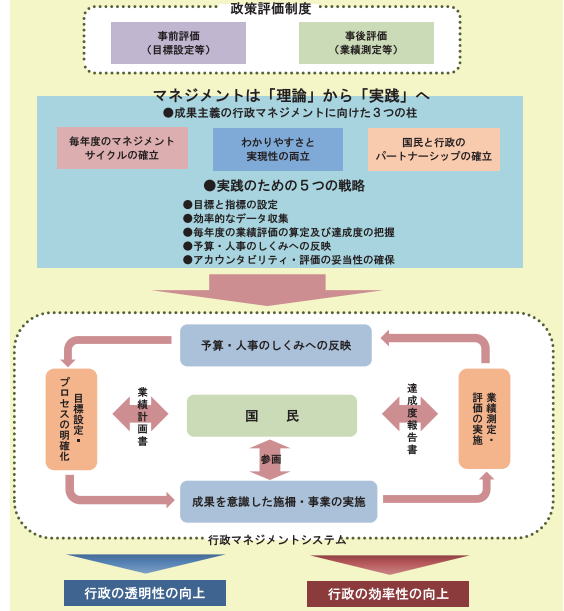 政策評価制度
事前評価
（目標設定等）
事後評価
（業績測定等）
マネジメントは「理論」から「実践」へ
●成果主義の行政マネジメントに向けた３つの柱
毎年度のマネジメント
サイクルの確立
わかりやすさと
実現性の両立
国民と行政の
パートナーシップの確立
●実践のための５つの戦略
●目標と指標の設定
●効率的なデータ収集
●毎年度の業績評価の算定及び達成度の把握
●予算・人事のしくみへの反映
●アカウンタビリティ・評価の妥当性の確保
予算・人事のしくみへの反映
目標設定・
プロセスの明確化
業績計画書
国　民
達成度報告書
業績測定・
評価の実施
参画
成果を意識した施柵・事業の実施
行政マネジメントシステム
行政の透明性の向上
行政の効率性の向上